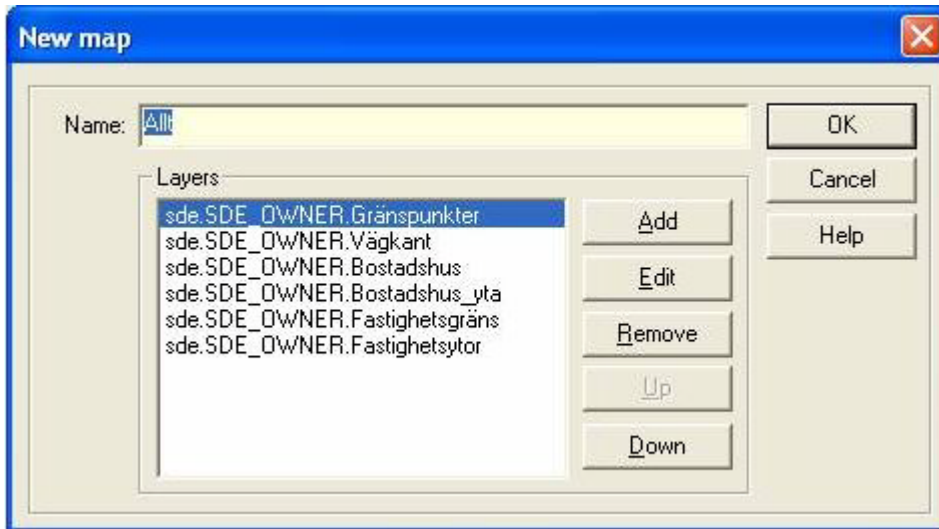 New map
Name: Allt
OK
Cancel
Help
Layers
sde.SDE_OWNER.Gränspunkter
sde.SDE_OWNER.Vägkant
sde.SDE_OWNER.Bostadshus
sde.SDE_OWNER.Bostadshus_yta
sde.SDE_OWNER.Fastighetsgräns
sde.SDE_OWNER.Fastighetsytor
Add
Edit
Remove
Up
Down